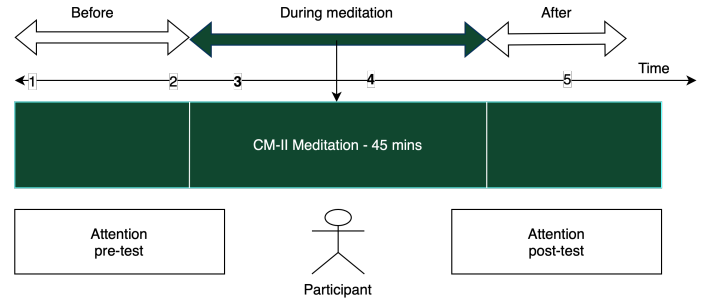 Before
During meditation
After
Time
1
2
3
4
5
CM-II Meditation - 45 mins
Attention
pre-test
Attention
post-test
Participant